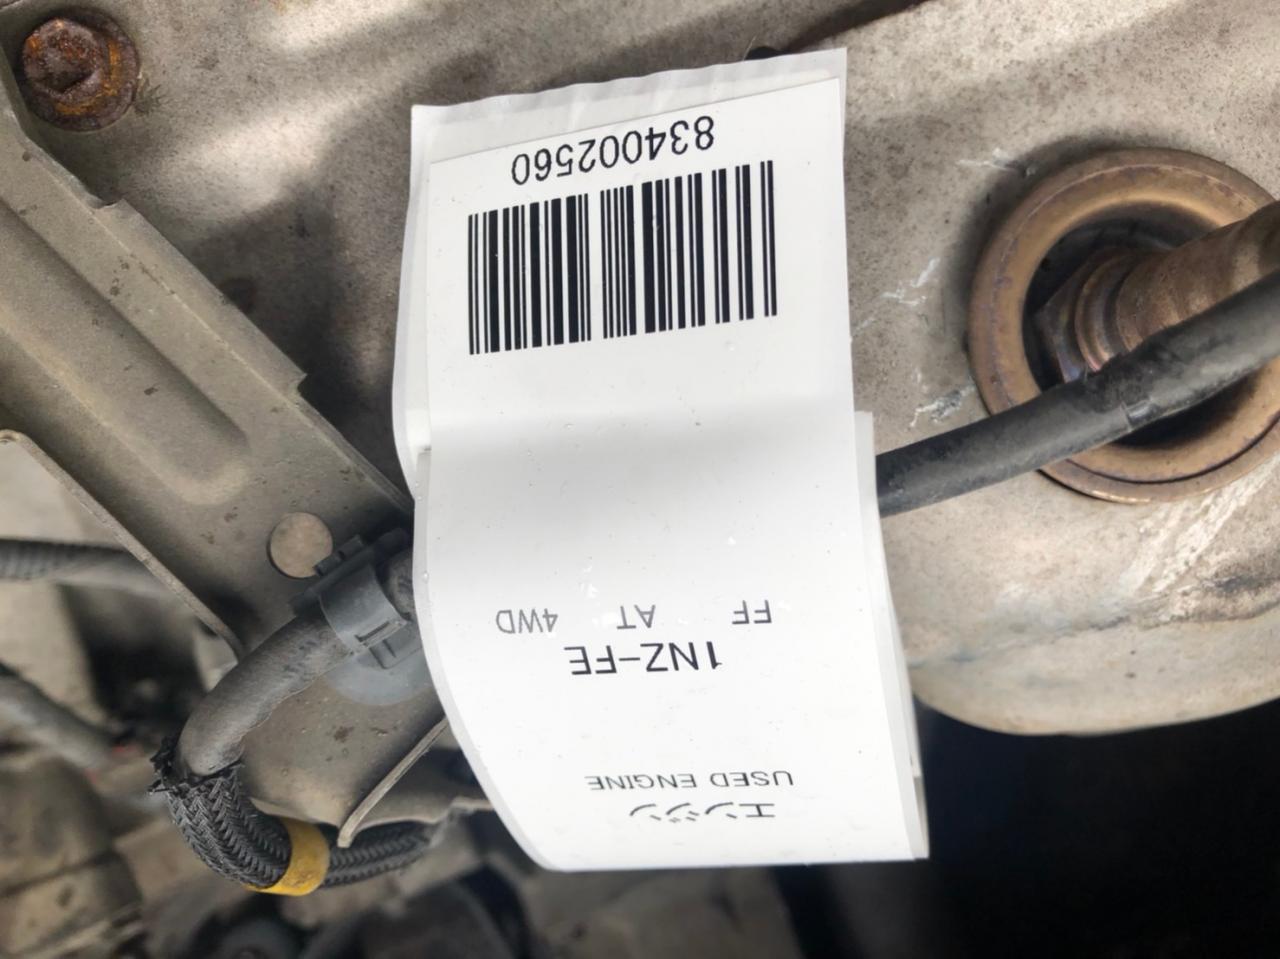 エンジン
USED ENGINE
1NZ-FE
FF AT 4WD
834002560